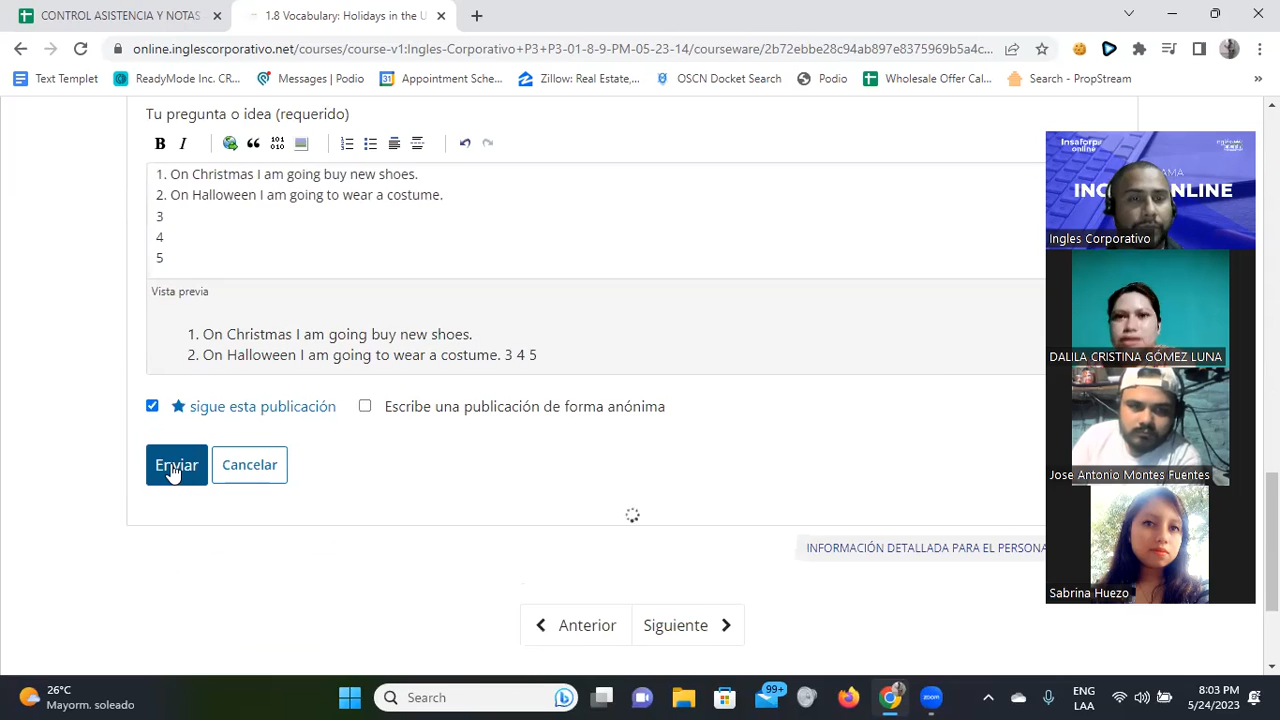 CONTROL ASISTENCIA Y NOTAS
1.8 Vocabulary: Holidays in the U
online.inglescorporativo.net/courses/course-v1:Ingles-Corporativo+P3+P3-01-8-9-PM-05-23-14/courseware/2b72ebbe28c94ab897e8375969b5a4c...
Text Templet
ReadyMode Inc. CR...
Messages | Podio
Appointment Sche...
Zillow: Real Estate,...
OSCN Docket Search
Podio
Wholesale Offer Cal...
Search - PropStream
Tu pregunta o idea (requerido)
B I
1. On Christmas I am going buy new shoes.
2. On Halloween I am going to wear a costume.
3
4
5
Vista previa
1. On Christmas I am going buy new shoes.
2. On Halloween I am going to wear a costume. 3 4 5
sigue esta publicación
Escribe una publicación de forma anónima
Enviar
Cancelar
INFORMACIÓN DETALLADA PARA EL PERSONA
Anterior
Siguiente
Ingles Corporativo
DALILA CRISTINA GÓMEZ LUNA
Jose Antonio Montes Fuentes
Sabrina Huezo
26°C
Mayorm. soleado
Search
99+
ENG
LAA
8:03 PM
5/24/2023